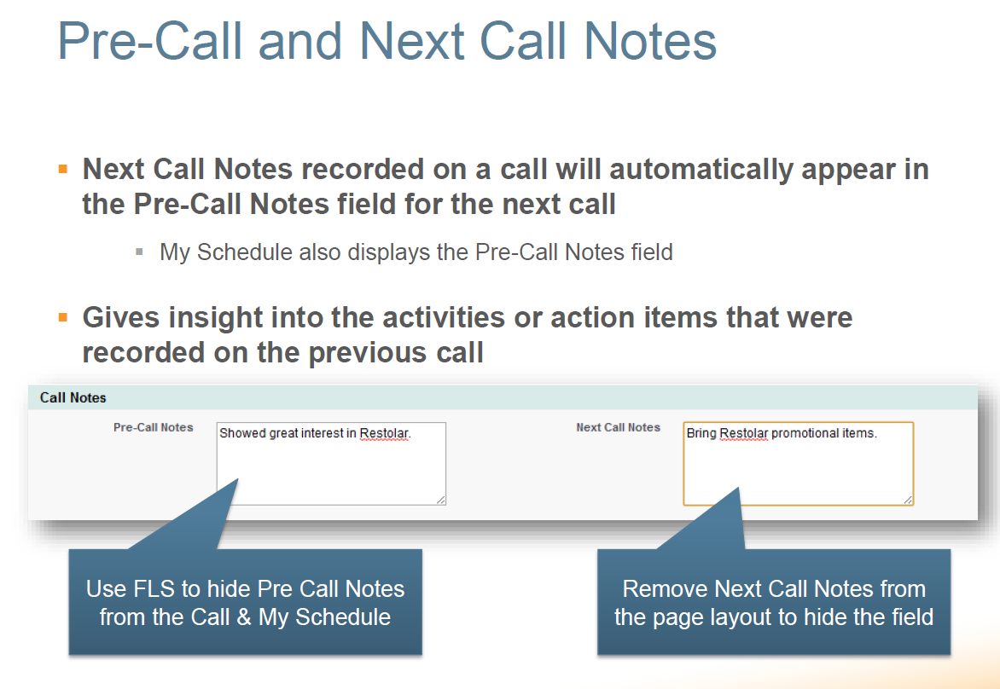 Pre-Call and Next Call Notes
Next Call Notes recorded on a call will automatically appear in
the Pre-Call Notes field for the next call
My Schedule also displays the Pre-Call Notes field
Gives insight into the activities or action items that were
recorded on the previous call
Call Notes
Pre-Call Notes
Showed great interest in Restolar.
Next Call Notes
Bring Restolar promotional items.
Use FLS to hide Pre Call Notes
from the Call & My Schedule
Remove Next Call Notes from
the page layout to hide the field